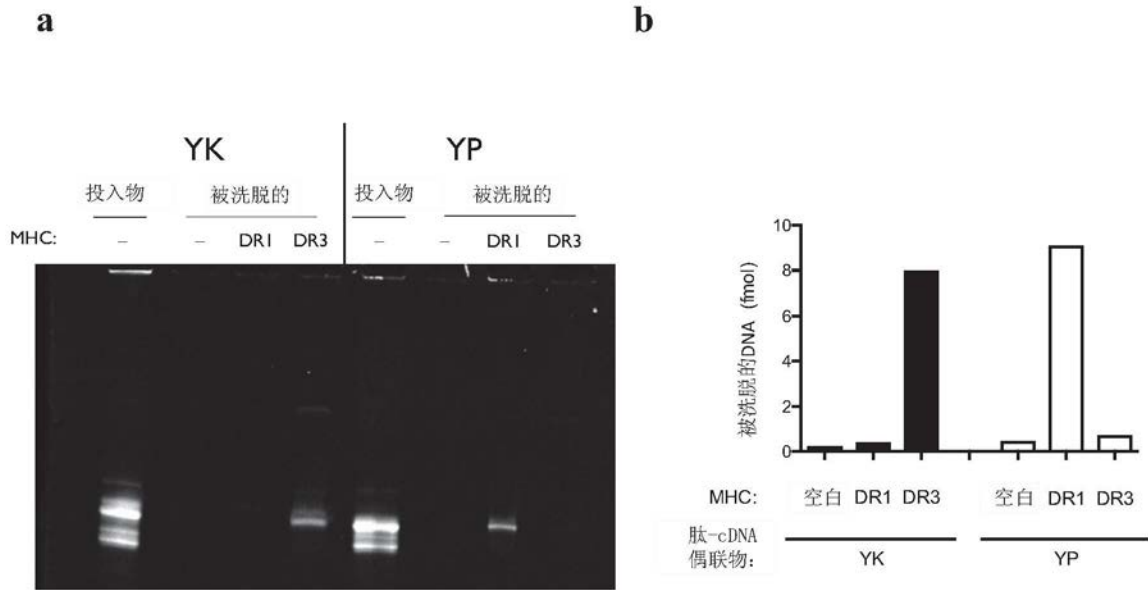 a
YK YP
投入物 被洗脱的 投入物 被洗脱的
MHC: – – DR1 DR3 – – DR1 DR3
b
被洗脱的DNA (fmol)
10
8
6
4
2
0
MHC: 空白 DR1 DR3 空白 DR1 DR3
肽-cDNA
偶联物: YK YP